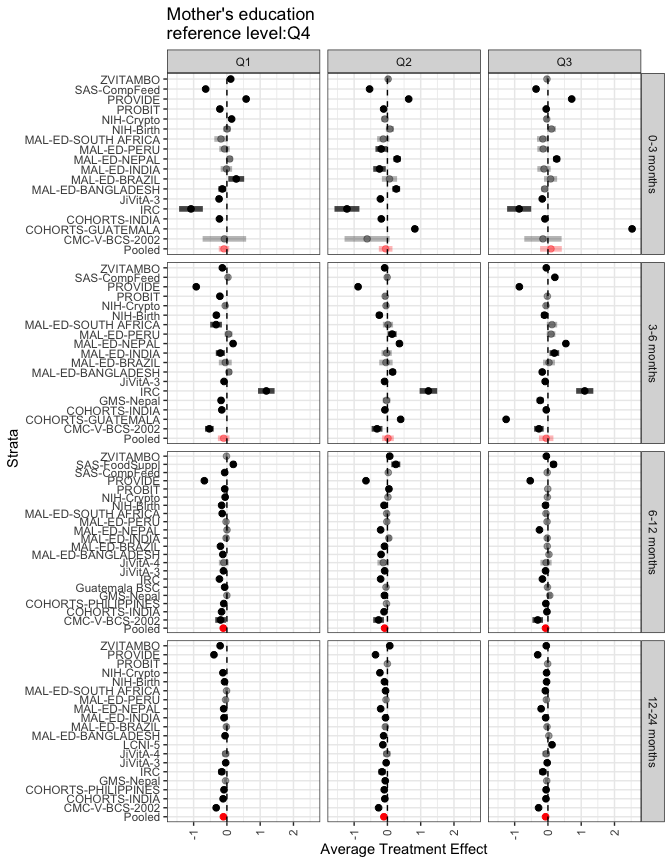 Mother's education
reference level:Q4
Q1
Q2
Q3
ZVITAMBO
SAS-CompFeed
PROVIDE
PROBIT
NIH-Crypto
NIH-Birth
MAL-ED-SOUTH AFRICA
MAL-ED-PERU
MAL-ED-NEPAL
MAL-ED-INDIA
MAL-ED-BRAZIL
MAL-ED-BANGLADESH
JiVitA-3
IRC
COHORTS-INDIA
COHORTS-GUATEMALA
CMC-V-BCS-2002
Pooled
0-3 months
ZVITAMBO
SAS-CompFeed
PROVIDE
PROBIT
NIH-Crypto
NIH-Birth
MAL-ED-SOUTH AFRICA
MAL-ED-PERU
MAL-ED-NEPAL
MAL-ED-INDIA
MAL-ED-BRAZIL
MAL-ED-BANGLADESH
JiVitA-3
IRC
GMS-Nepal
COHORTS-INDIA
COHORTS-GUATEMALA
CMC-V-BCS-2002
Pooled
3-6 months
ZVITAMBO
SAS-FoodSuppl
SAS-CompFeed
PROVIDE
PROBIT
NIH-Crypto
NIH-Birth
MAL-ED-SOUTH AFRICA
MAL-ED-PERU
MAL-ED-NEPAL
MAL-ED-INDIA
MAL-ED-BRAZIL
MAL-ED-BANGLADESH
JiVitA-4
JiVitA-3
IRC
Guatemala BSC
GMS-Nepal
COHORTS-PHILIPPINES
COHORTS-INDIA
CMC-V-BCS-2002
Pooled
6-12 months
ZVITAMBO
PROVIDE
PROBIT
NIH-Crypto
NIH-Birth
MAL-ED-SOUTH AFRICA
MAL-ED-PERU
MAL-ED-NEPAL
MAL-ED-INDIA
MAL-ED-BRAZIL
MAL-ED-BANGLADESH
LCNI-5
JiVitA-4
JiVitA-3
IRC
GMS-Nepal
COHORTS-PHILIPPINES
COHORTS-INDIA
CMC-V-BCS-2002
Pooled
12-24 months
Strata
-1 0 1 2
-1 0 1 2
-1 0 1 2
Average Treatment Effect